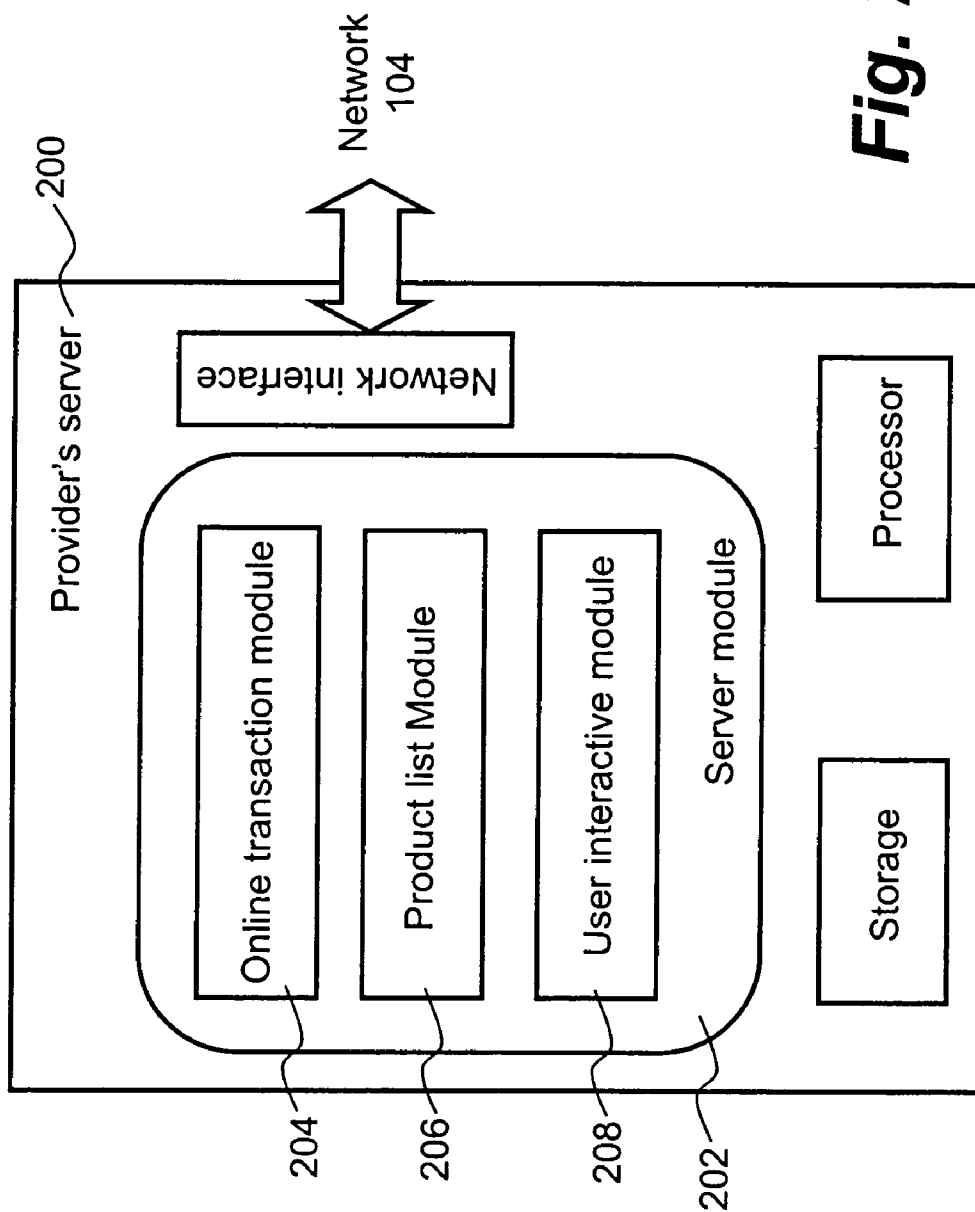 Provider's server
200
Network
104
Network interface
Online transaction module
Product list Module
User interactive module
Server module
Storage
Processor
204
206
208
202
Fig.